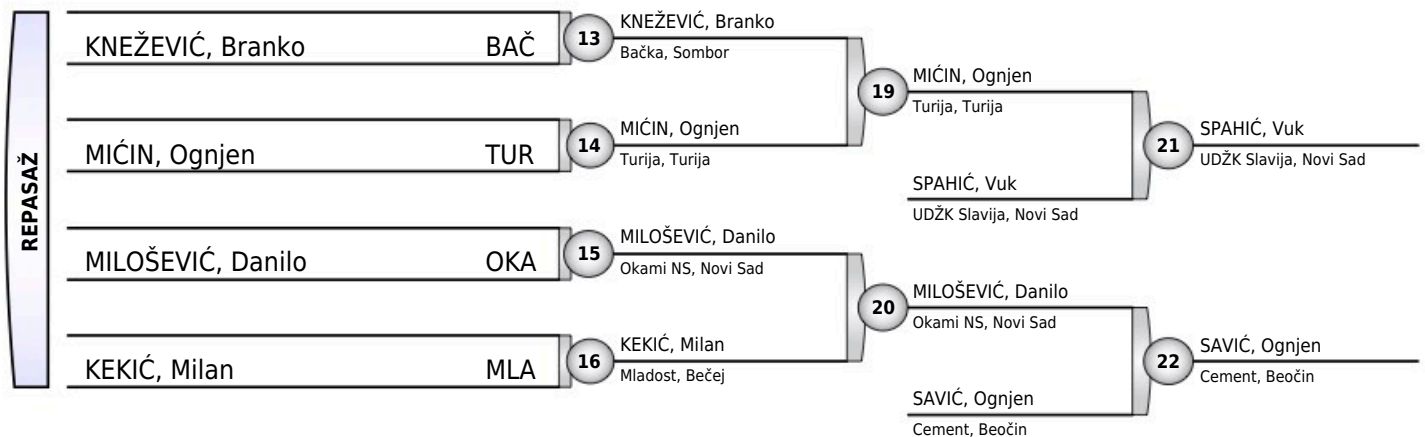 REPASAŽ
KNEŽEVIĆ, Branko BAČ
13
KNEŽEVIĆ, Branko
Bačka, Sombor
MIĆIN, Ognjen TUR
14
MIĆIN, Ognjen
Turija, Turija
MILOŠEVIĆ, Danilo OKA
15
MILOŠEVIĆ, Danilo
Okami NS, Novi Sad
KEKIĆ, Milan MLA
16
KEKIĆ, Milan
Mladost, Bečej
19
MIĆIN, Ognjen
Turija, Turija
SPAHIĆ, Vuk
UDŽK Slavija, Novi Sad
20
MILOŠEVIĆ, Danilo
Okami NS, Novi Sad
SAVIĆ, Ognjen
Cement, Beočin
21
SPAHIĆ, Vuk
UDŽK Slavija, Novi Sad
22
SAVIĆ, Ognjen
Cement, Beočin